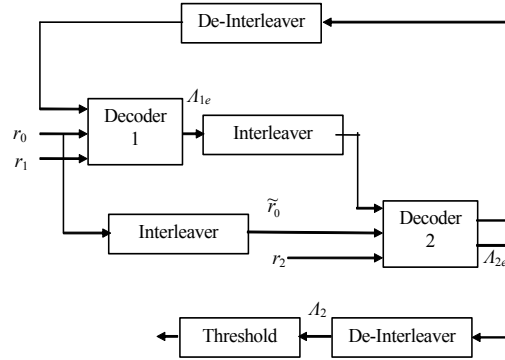 De-Interleaver
Λ1e
Decoder
1
Interleaver
r0
r1
r̃0
Interleaver
Decoder
2
r2
Λ2e
Λ2
Threshold
De-Interleaver